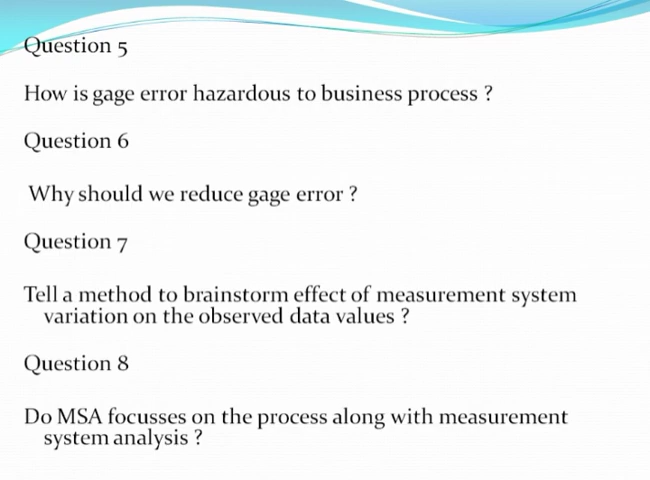 Question 5
How is gage error hazardous to business process ?
Question 6
Why should we reduce gage error ?
Question 7
Tell a method to brainstorm effect of measurement system
variation on the observed data values ?
Question 8
Do MSA focusses on the process along with measurement
system analysis ?